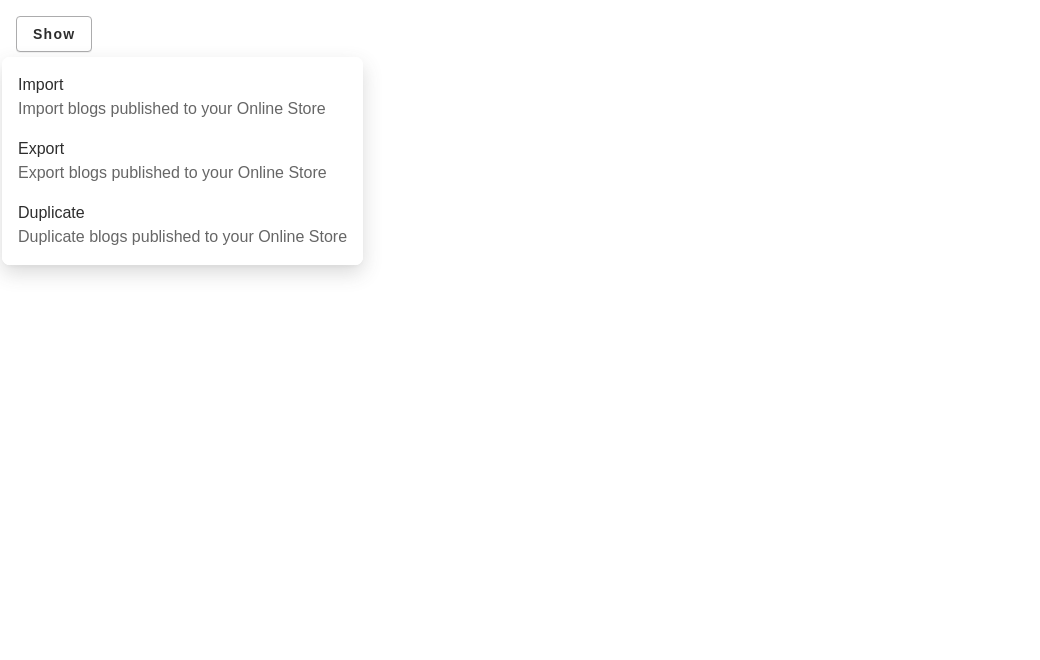 Show
Import
Import blogs published to your Online Store
Export
Export blogs published to your Online Store
Duplicate
Duplicate blogs published to your Online Store